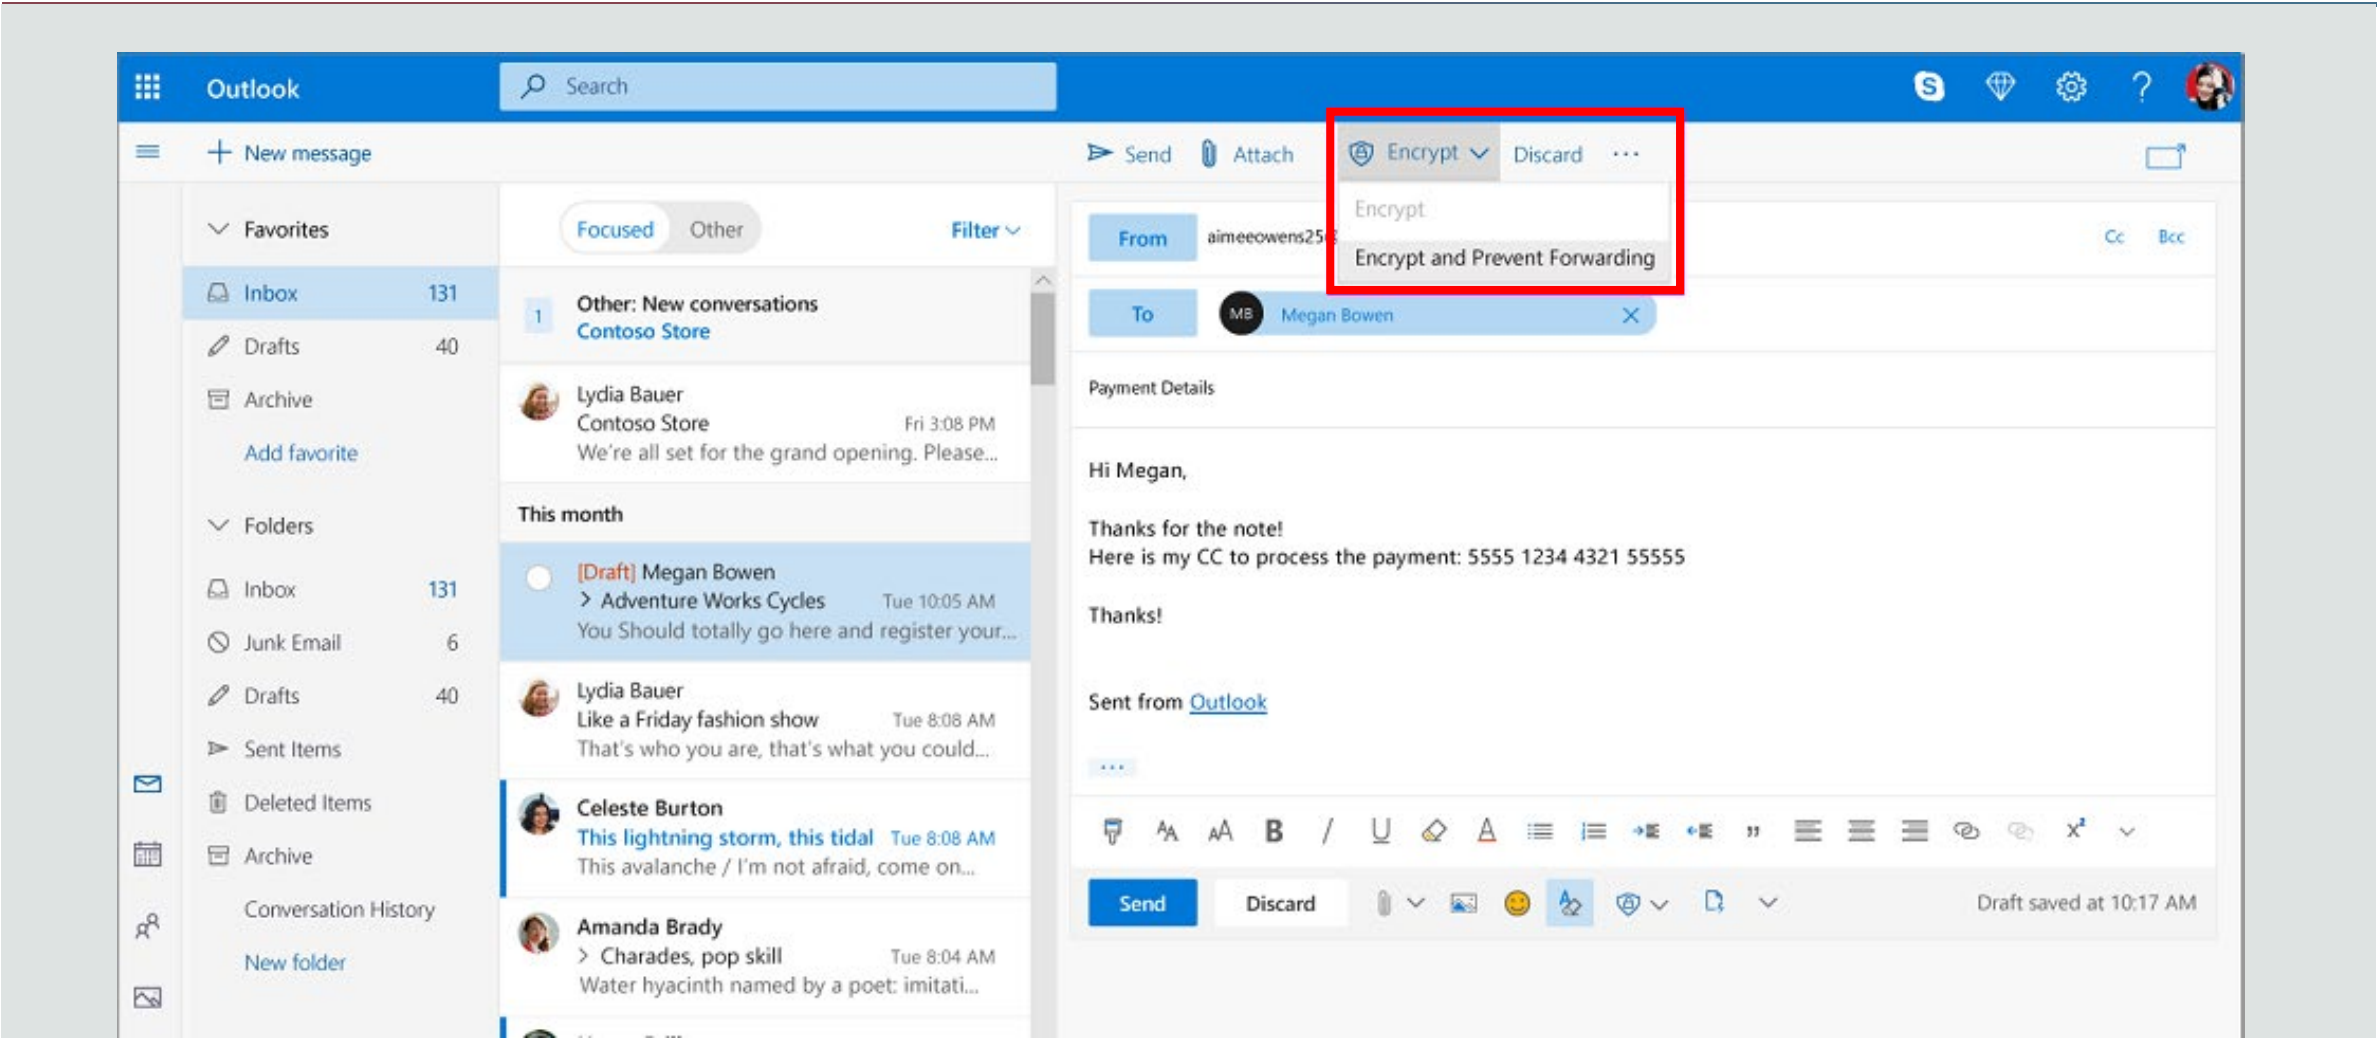 Outlook
Search
New message
Send
Attach
Encrypt
Discard
Encrypt
Encrypt and Prevent Forwarding
Favorites
Inbox 131
Drafts 40
Archive
Add favorite
Folders
Inbox 131
Junk Email 6
Drafts 40
Sent Items
Deleted Items
Archive
Conversation History
New folder
Focused Other Filter
1
Other: New conversations
Contoso Store
Lydia Bauer
Contoso Store Fri 3:08 PM
We're all set for the grand opening. Please...
This month
[Draft] Megan Bowen
> Adventure Works Cycles Tue 10:05 AM
You Should totally go here and register your...
Lydia Bauer
Like a Friday fashion show Tue 8:08 AM
That's who you are, that's what you could...
Celeste Burton
This lightning storm, this tidal Tue 8:08 AM
This avalanche / I'm not afraid, come on...
Amanda Brady
> Charades, pop skill Tue 8:04 AM
Water hyacinth named by a poet: imitati...
From aimeeowens25 Cc Bcc
To MB Megan Bowen
Payment Details
Hi Megan,
Thanks for the note!
Here is my CC to process the payment: 5555 1234 4321 55555
Thanks!
Sent from Outlook
Send Discard Draft saved at 10:17 AM